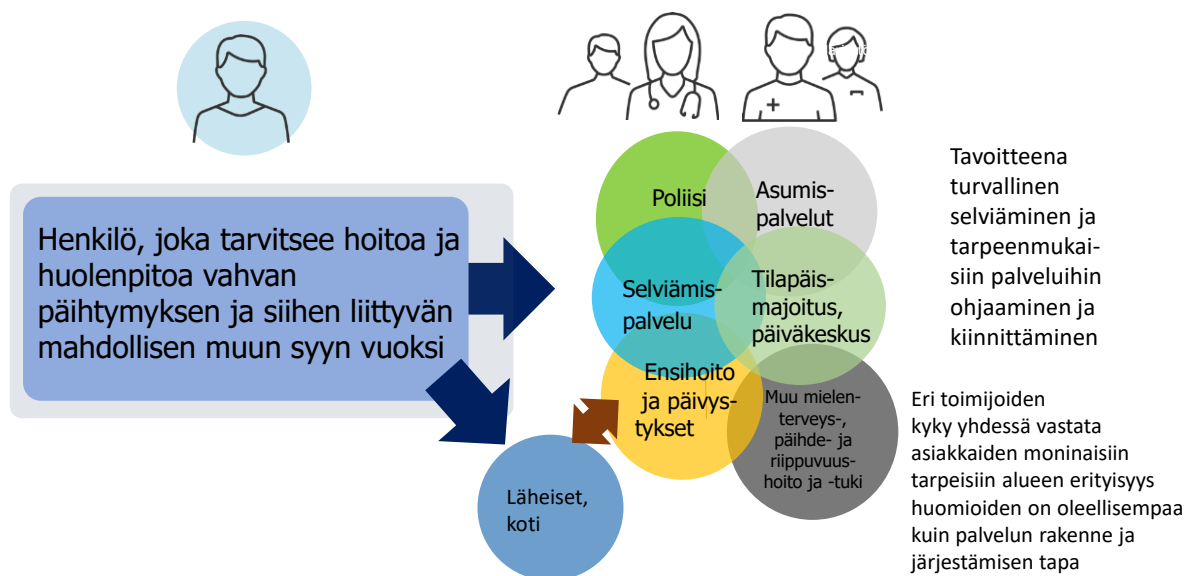 Henkilö, joka tarvitsee hoitoa ja
huolenpitoa vahvan
päihtymyksen ja siihen liittyvän
mahdollisen muun syyn vuoksi
Poliisi
Asumis-
palvelut
Selviämis-
palvelu
Tilapäis-
majoitus,
päiväkeskus
Ensihoito
ja päivys-
tykset
Muu mielen-
terveys-,
päihde- ja
riippuvuus-
hoito ja -tuki
Läheiset,
koti
Tavoitteena
turvallinen
selviäminen ja
tarpeenmukai-
siin palveluihin
ohjaaminen ja
kiinnittäminen
Eri toimijoiden
kyky yhdessä vastata
asiakkaiden moninaisiin
tarpeisiin alueen erityisyys
huomioiden on oleellisempaa
kuin palvelun rakenne ja
järjestämisen tapa